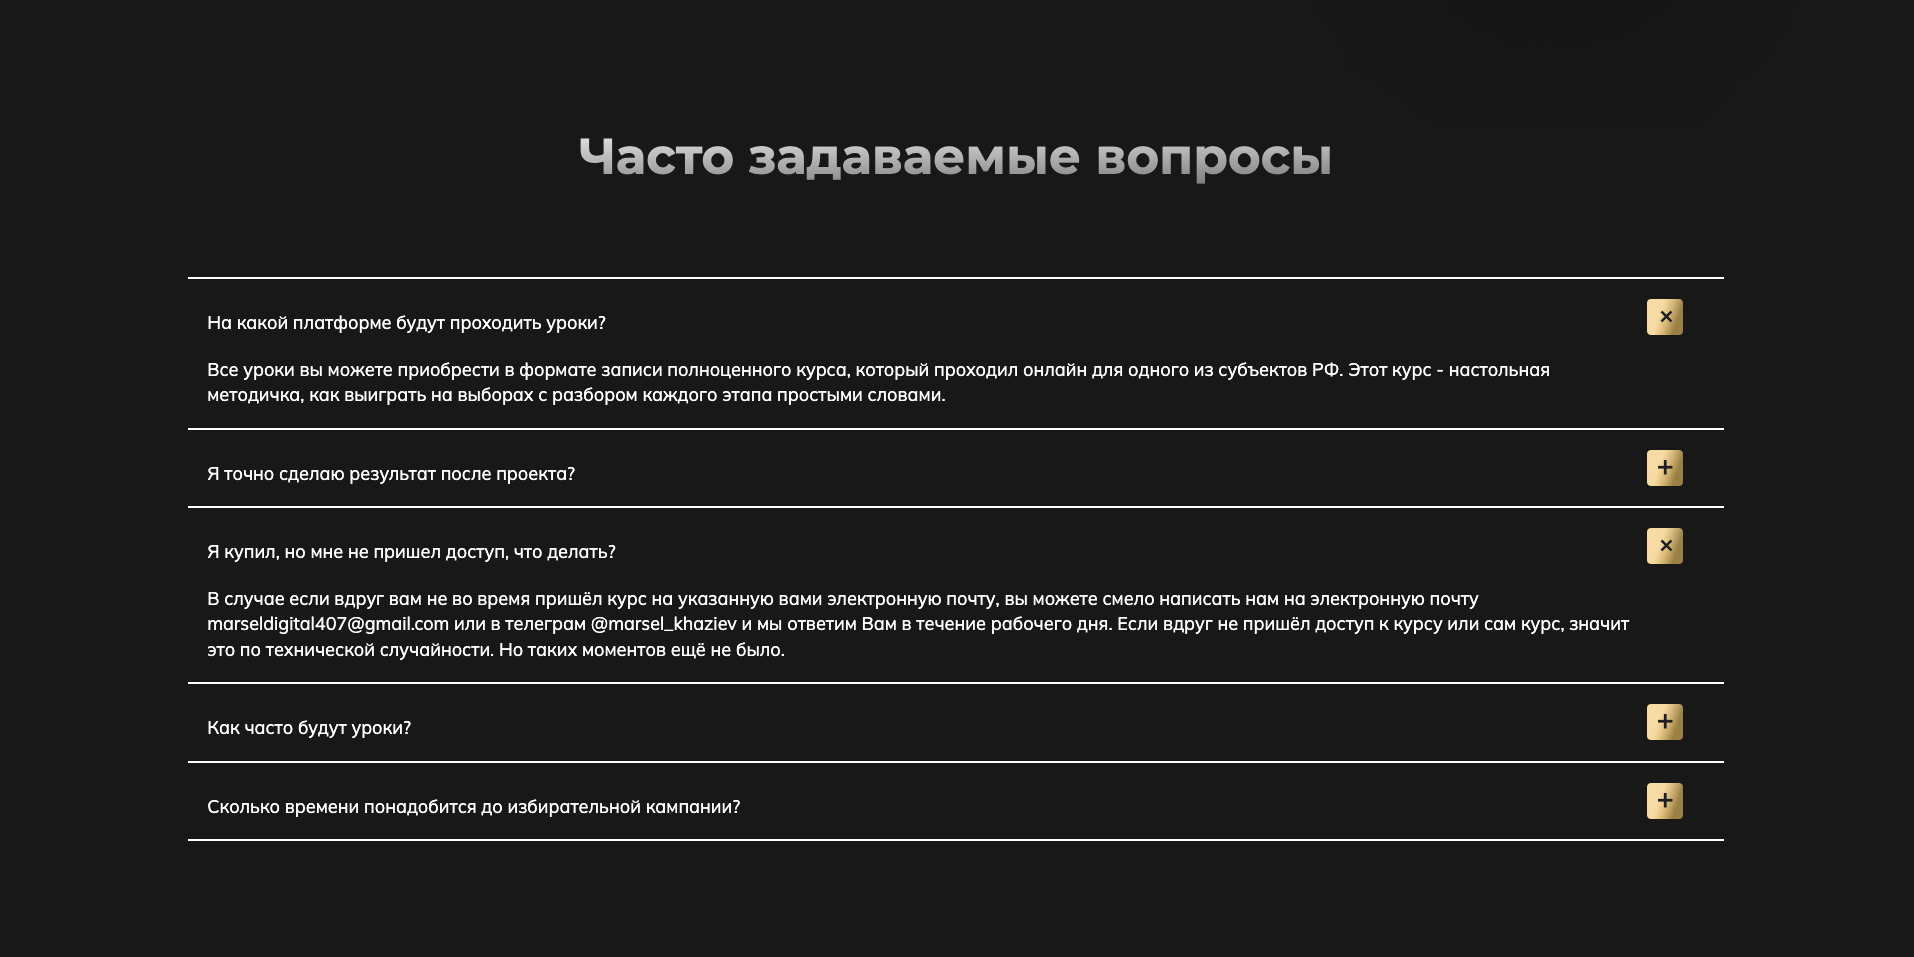 Часто задаваемые вопросы
На какой платформе будут проходить уроки?
Все уроки вы можете приобрести в формате записи полноценного курса, который проходил онлайн для одного из субъектов РФ. Этот курс - настольная
методичка, как выиграть на выборах с разбором каждого этапа простыми словами.
Я точно сделаю результат после проекта?
Я купил, но мне не пришел доступ, что делать?
В случае если вдруг вам не во время пришёл курс на указанную вами электронную почту, вы можете смело написать нам на электронную почту
marseldigital407@gmail.com или в телеграм @marsel_khaziev и мы ответим Вам в течение рабочего дня. Если вдруг не пришёл доступ к курсу или сам курс, значит
это по технической случайности. Но таких моментов ещё не было.
Как часто будут уроки?
Сколько времени понадобится до избирательной кампании?